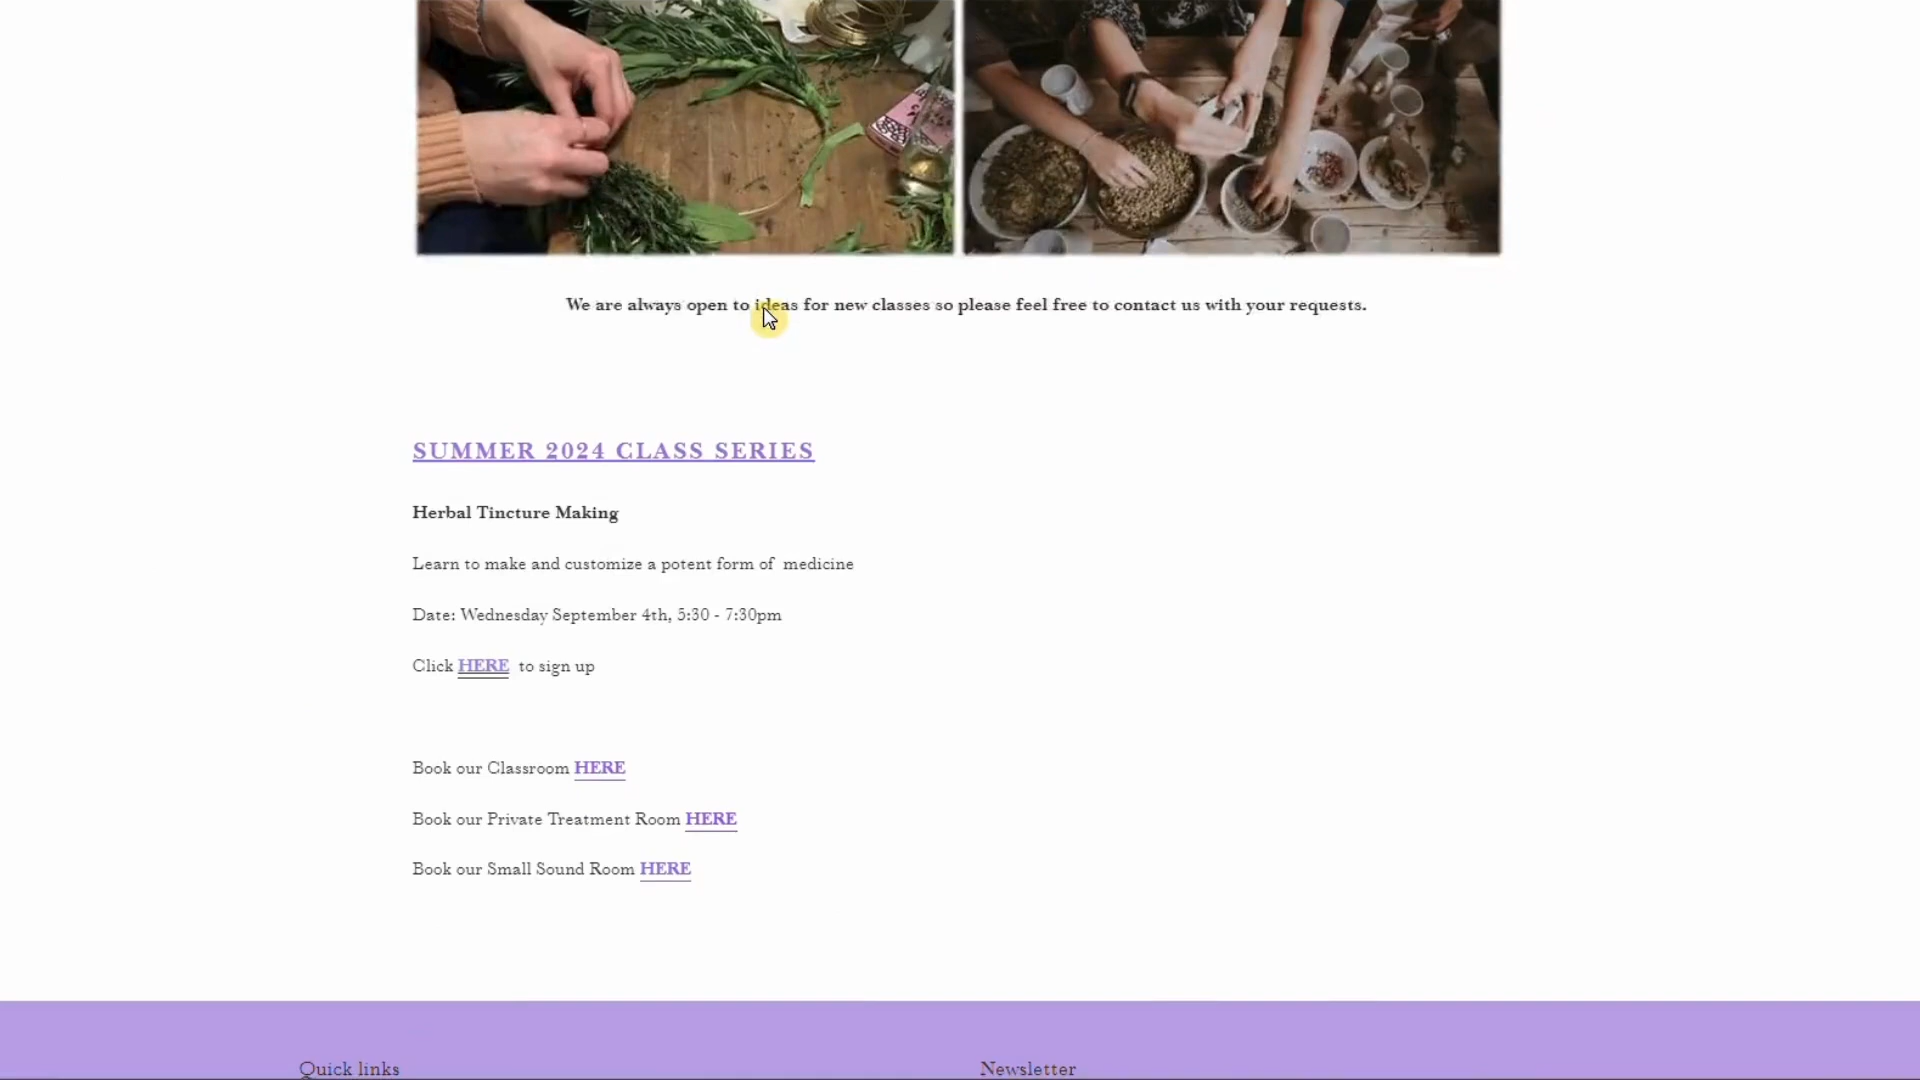 We are always open to ideas for new classes so please feel free to contact us with your requests.
SUMMER 2024 CLASS SERIES
Herbal Tincture Making
Learn to make and customize a potent form of  medicine
Date: Wednesday September 4th, 5:30 - 7:30pm
Click HERE  to sign up
Book our Classroom HERE
Book our Private Treatment Room HERE
Book our Small Sound Room HERE
Quick links
Newsletter